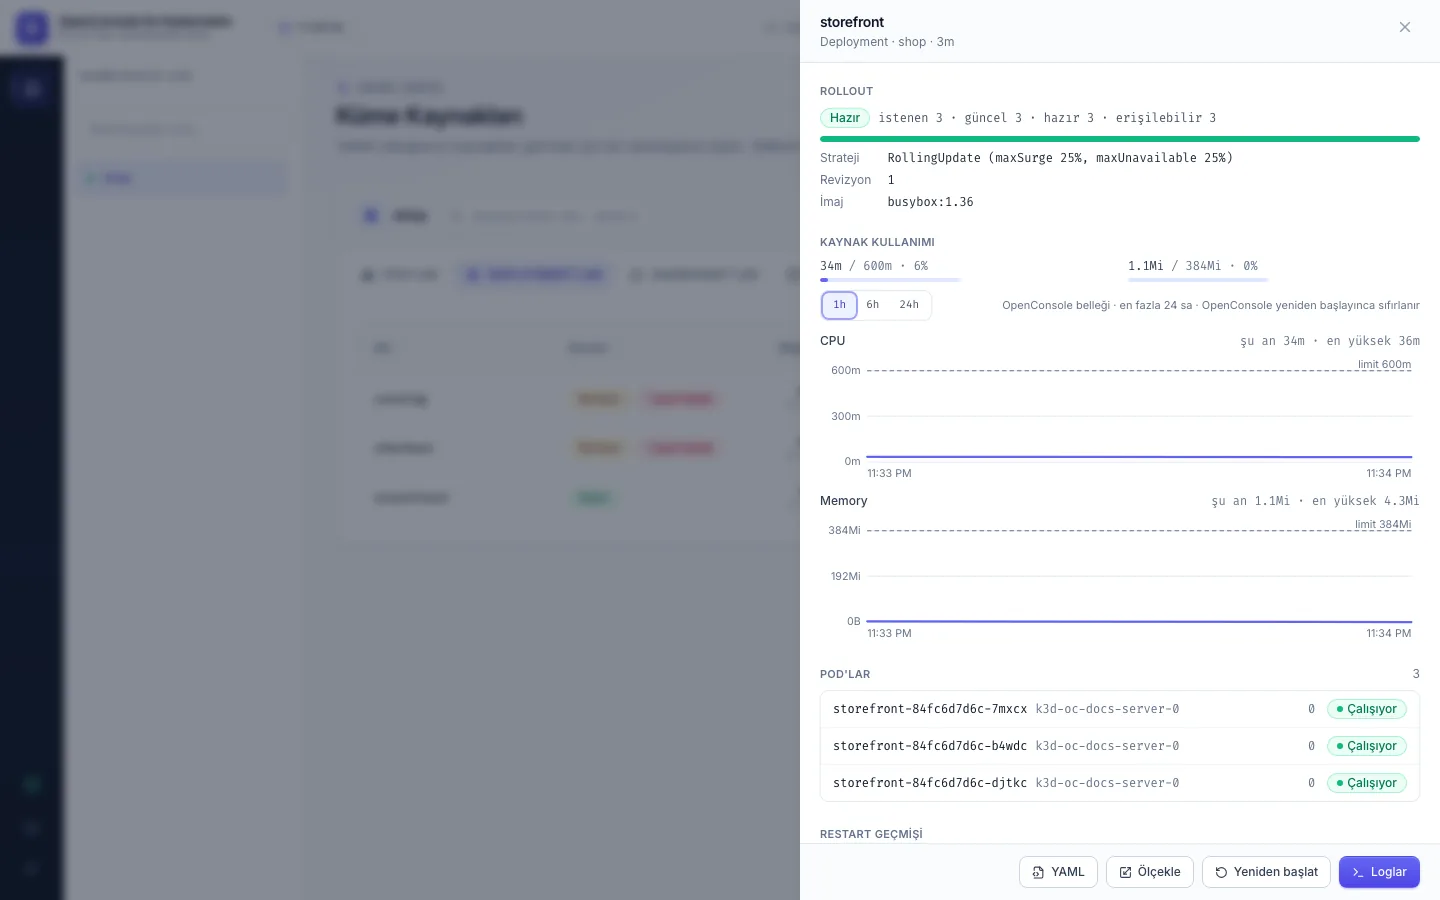 storefront
Deployment · shop · 3m
ROLLOUT
Hazır istenen 3 · güncel 3 · hazır 3 · erişilebilir 3
Strateji RollingUpdate (maxSurge 25%, maxUnavailable 25%)
Revizyon 1
İmaj busybox:1.36
KAYNAK KULLANIMI
34m / 600m · 6% 1.1Mi / 384Mi · 0%
1h 6h 24h OpenConsole belleği · en fazla 24 sa · OpenConsole yeniden başlayınca sıfırlanır
CPU şu an 34m · en yüksek 36m
limit 600m
600m
300m
0m
11:33 PM 11:34 PM
Memory şu an 1.1Mi · en yüksek 4.3Mi
limit 384Mi
384Mi
192Mi
0B
11:33 PM 11:34 PM
POD'LAR 3
storefront-84fc6d7d6c-7mxcx k3d-oc-docs-server-0 0 Çalışıyor
storefront-84fc6d7d6c-b4wdc k3d-oc-docs-server-0 0 Çalışıyor
storefront-84fc6d7d6c-djtkc k3d-oc-docs-server-0 0 Çalışıyor
RESTART GEÇMİŞİ
YAML Ölçekle Yeniden başlat Loglar
Küme Kaynakları